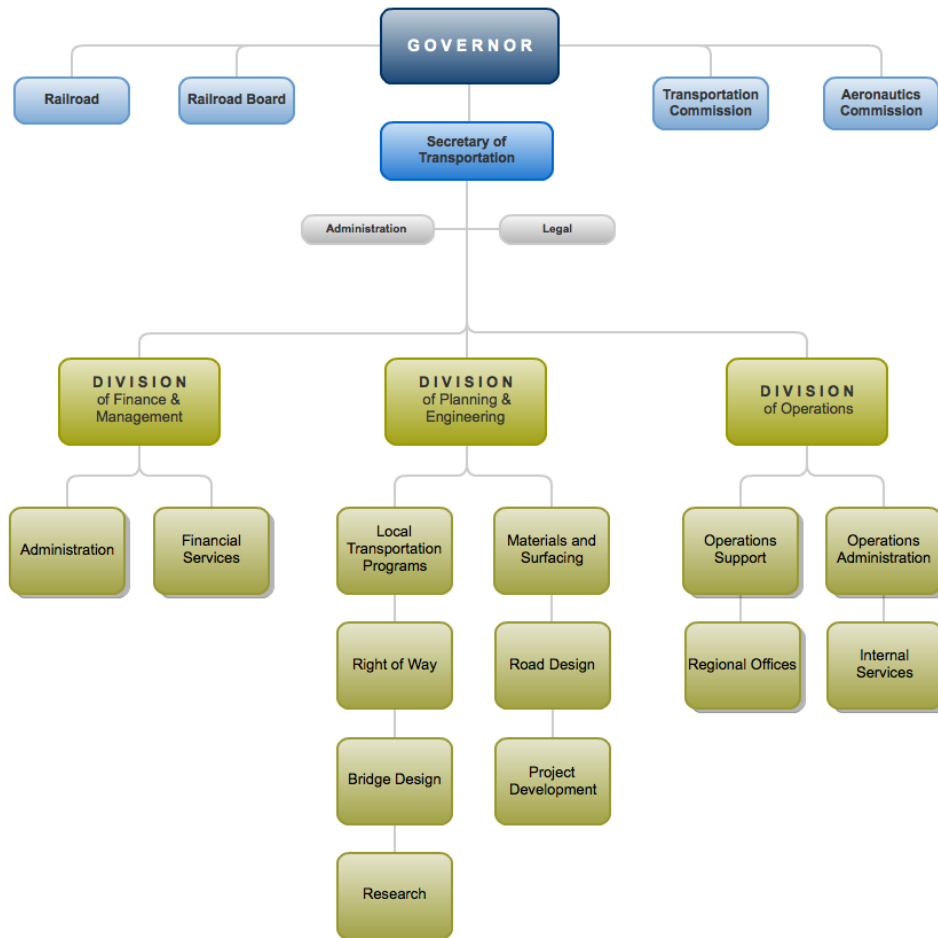 GOVERNOR
Railroad
Railroad Board
Transportation
Commission
Aeronautics
Commission
Secretary of
Transportation
Administration
Legal
DIVISION
of Finance &
Management
DIVISION
of Planning &
Engineering
DIVISION
of Operations
Administration
Financial
Services
Local
Transportation
Programs
Materials and
Surfacing
Operations
Support
Operations
Administration
Right of Way
Road Design
Regional Offices
Internal
Services
Bridge Design
Project
Development
Research